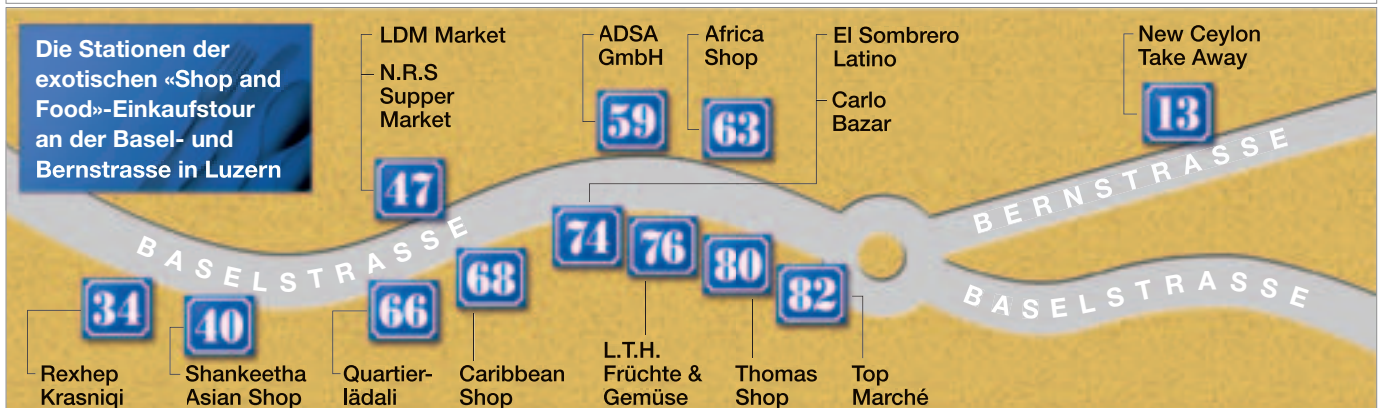 Die Stationen der
exotischen «Shop and
Food»-Einkaufstour
an der Basel- und
Bernstrasse in Luzern
LDM Market
N.R.S
Supper
Market
47
ADSA
GmbH
59
Africa
Shop
63
El Sombrero
Latino
Carlo
Bazar
74
New Ceylon
Take Away
13
BERNSTRASSE
BASELSTRASSE
BASELSTRASSE
34
Rexhep
Krasniqi
40
Shankeetha
Asian Shop
66
Quartier-
lädali
68
Caribbean
Shop
76
L.T.H.
Früchte &
Gemüse
80
Thomas
Shop
82
Top
Marché